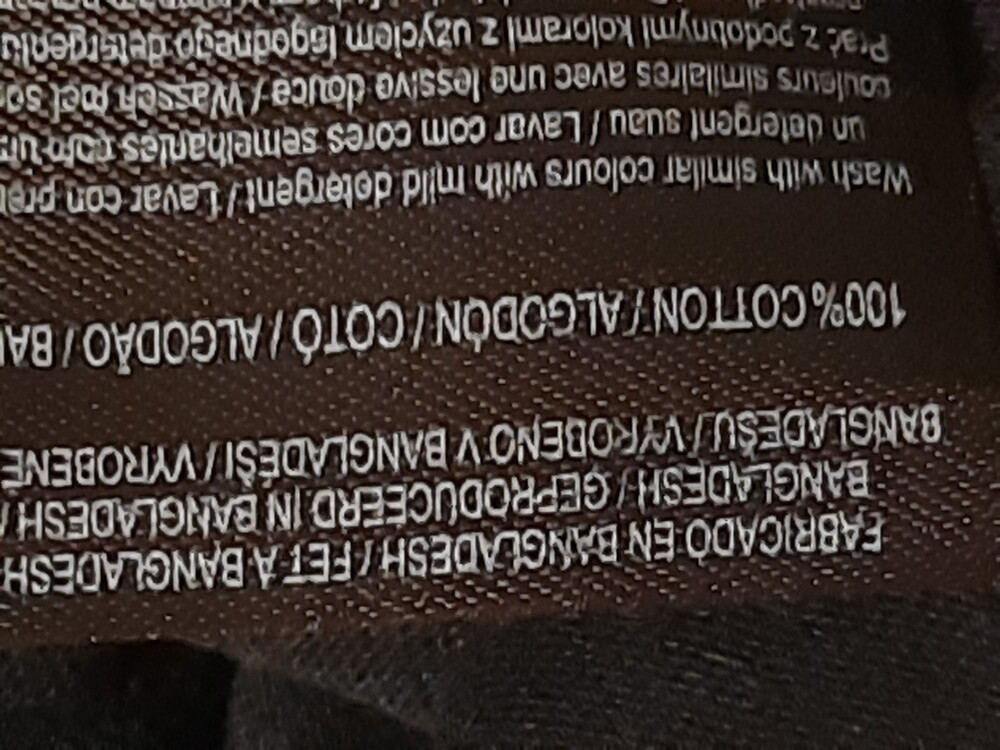 FABRICADO EN BANGLADESH / FET A BANGLADESH
BANGLADESH / GEPRODUCEERD IN BANGLADESH /
BANGLADEŠU / VYROBENO V BANGLADÉŠI / VYROBENÉ
100% COTTON / ALGODÓN / COTÓ / ALGODÃO /
Wash with similar colours with mild detergent / Lavar con
un detergent suau / Lavar com cores semelhantes com
couleurs similaires avec une lessive douce / Wassen met
Prać z podobnymi kolorami z użyciem łagodnego detergentu